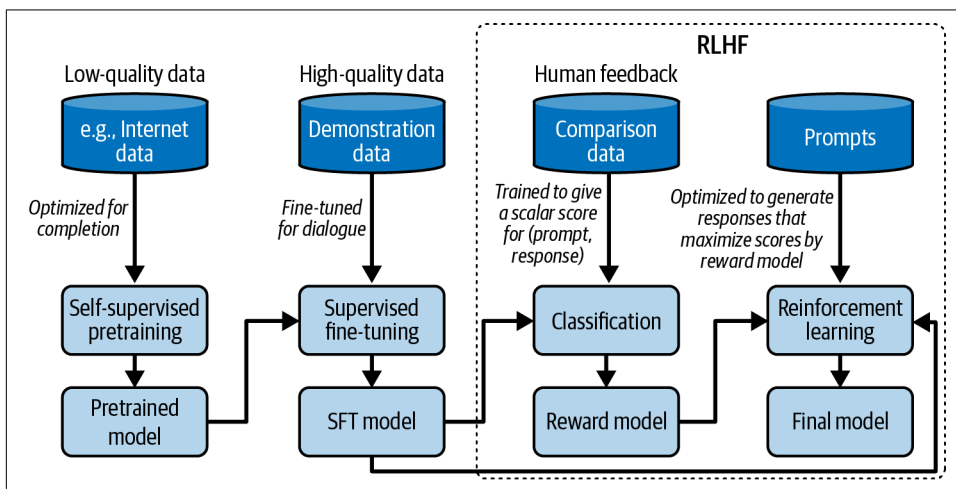 RLHF
Low-quality data
e.g., Internet
data
Optimized for
completion
Self-supervised
pretraining
Pretrained
model
High-quality data
Demonstration
data
Fine-tuned
for dialogue
Supervised
fine-tuning
SFT model
Human feedback
Comparison
data
Trained to give
a scalar score
for (prompt,
response)
Classification
Reward model
Prompts
Optimized to generate
responses that
maximize scores by
reward model
Reinforcement
learning
Final model